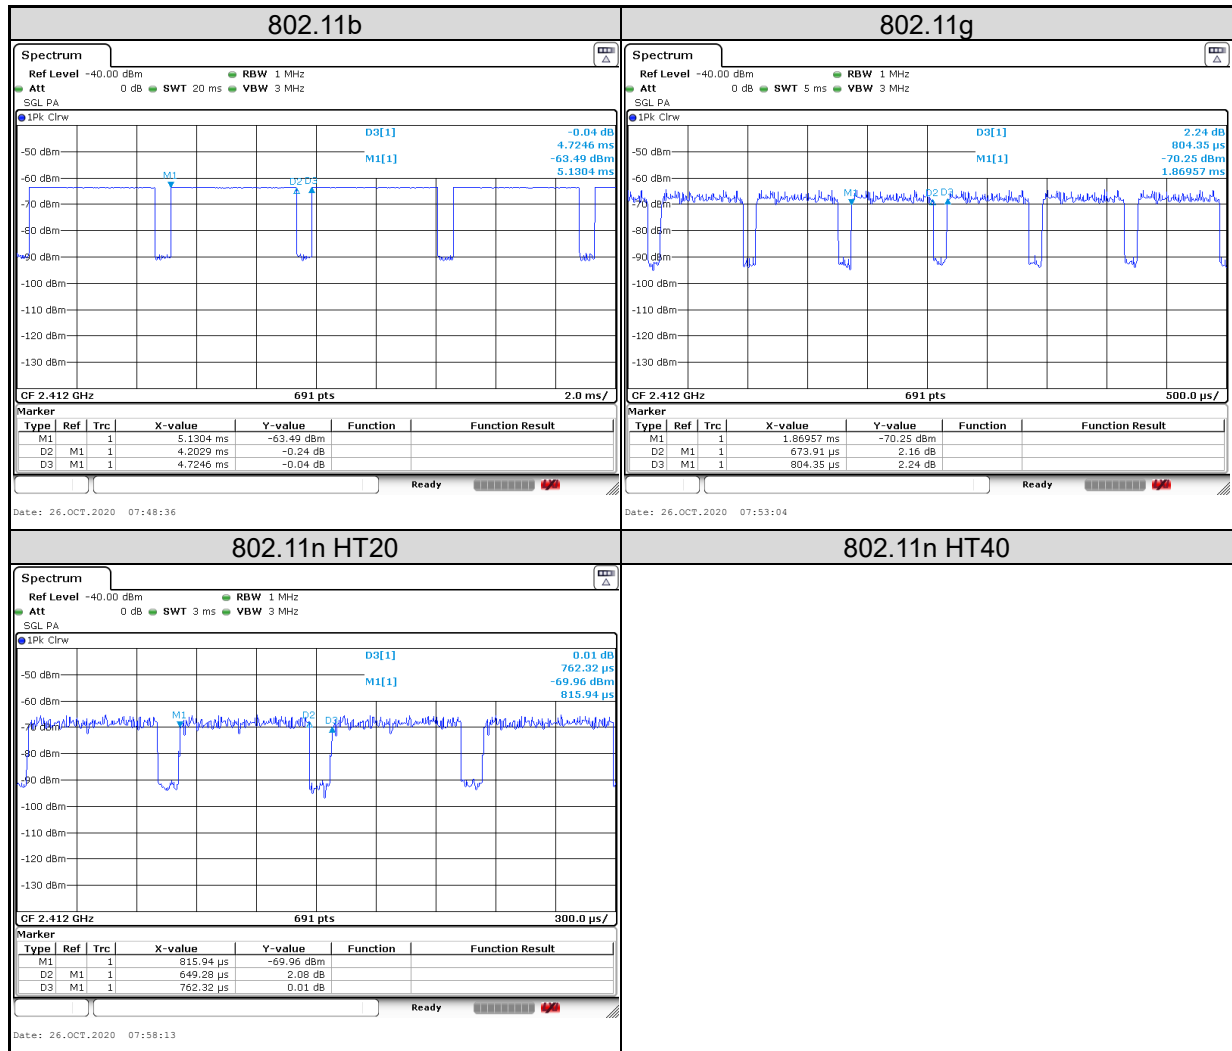 802.11b
Spectrum
Ref Level -40.00 dBm RBW 1 MHz
Att 0 dB SWT 20 ms VBW 3 MHz
SGL PA
1Pk Clrw
D3[1] -0.04 dB
4.7246 ms
M1[1] -63.49 dBm
5.1304 ms
-50 dBm
-60 dBm
M1 D2 D3
-70 dBm
-80 dBm
-90 dBm
-100 dBm
-110 dBm
-120 dBm
-130 dBm
CF 2.412 GHz 691 pts 2.0 ms/
Marker
Type Ref Trc X-value Y-value Function Function Result
M1 1 5.1304 ms -63.49 dBm
D2 M1 1 4.2029 ms -0.24 dB
D3 M1 1 4.7246 ms -0.04 dB
Ready
Date: 26.OCT.2020 07:48:36
802.11g
Spectrum
Ref Level -40.00 dBm RBW 1 MHz
Att 0 dB SWT 5 ms VBW 3 MHz
SGL PA
1Pk Clrw
D3[1] 2.24 dB
804.35 µs
M1[1] -70.25 dBm
1.86957 ms
-50 dBm
-60 dBm
M1 D2 D3
-70 dBm
-80 dBm
-90 dBm
-100 dBm
-110 dBm
-120 dBm
-130 dBm
CF 2.412 GHz 691 pts 500.0 µs/
Marker
Type Ref Trc X-value Y-value Function Function Result
M1 1 1.86957 ms -70.25 dBm
D2 M1 1 673.91 µs 2.16 dB
D3 M1 1 804.35 µs 2.24 dB
Ready
Date: 26.OCT.2020 07:53:04
802.11n HT20
Spectrum
Ref Level -40.00 dBm RBW 1 MHz
Att 0 dB SWT 3 ms VBW 3 MHz
SGL PA
1Pk Clrw
D3[1] 0.01 dB
762.32 µs
M1[1] -69.96 dBm
815.94 µs
-50 dBm
-60 dBm
M1 D2 D3
-70 dBm
-80 dBm
-90 dBm
-100 dBm
-110 dBm
-120 dBm
-130 dBm
CF 2.412 GHz 691 pts 300.0 µs/
Marker
Type Ref Trc X-value Y-value Function Function Result
M1 1 815.94 µs -69.96 dBm
D2 M1 1 649.28 µs 2.08 dB
D3 M1 1 762.32 µs 0.01 dB
Ready
Date: 26.OCT.2020 07:58:13
802.11n HT40